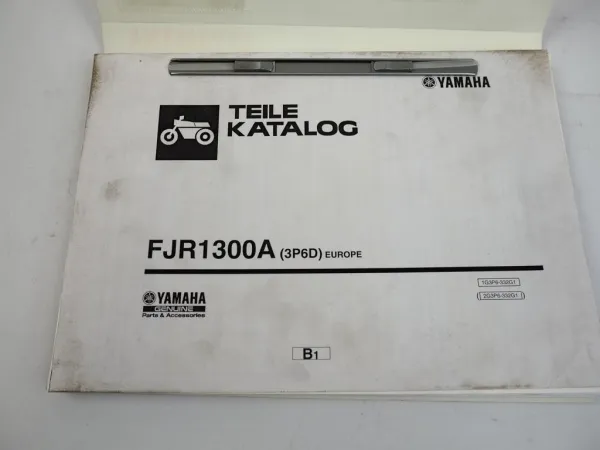 YAMAHA
TEILE
KATALOG
FJR1300A (3P6D) EUROPE
1G3P6-332G1
(2G3P6-332G1)
YAMAHA
GENUINE
Parts & Accessories
B1